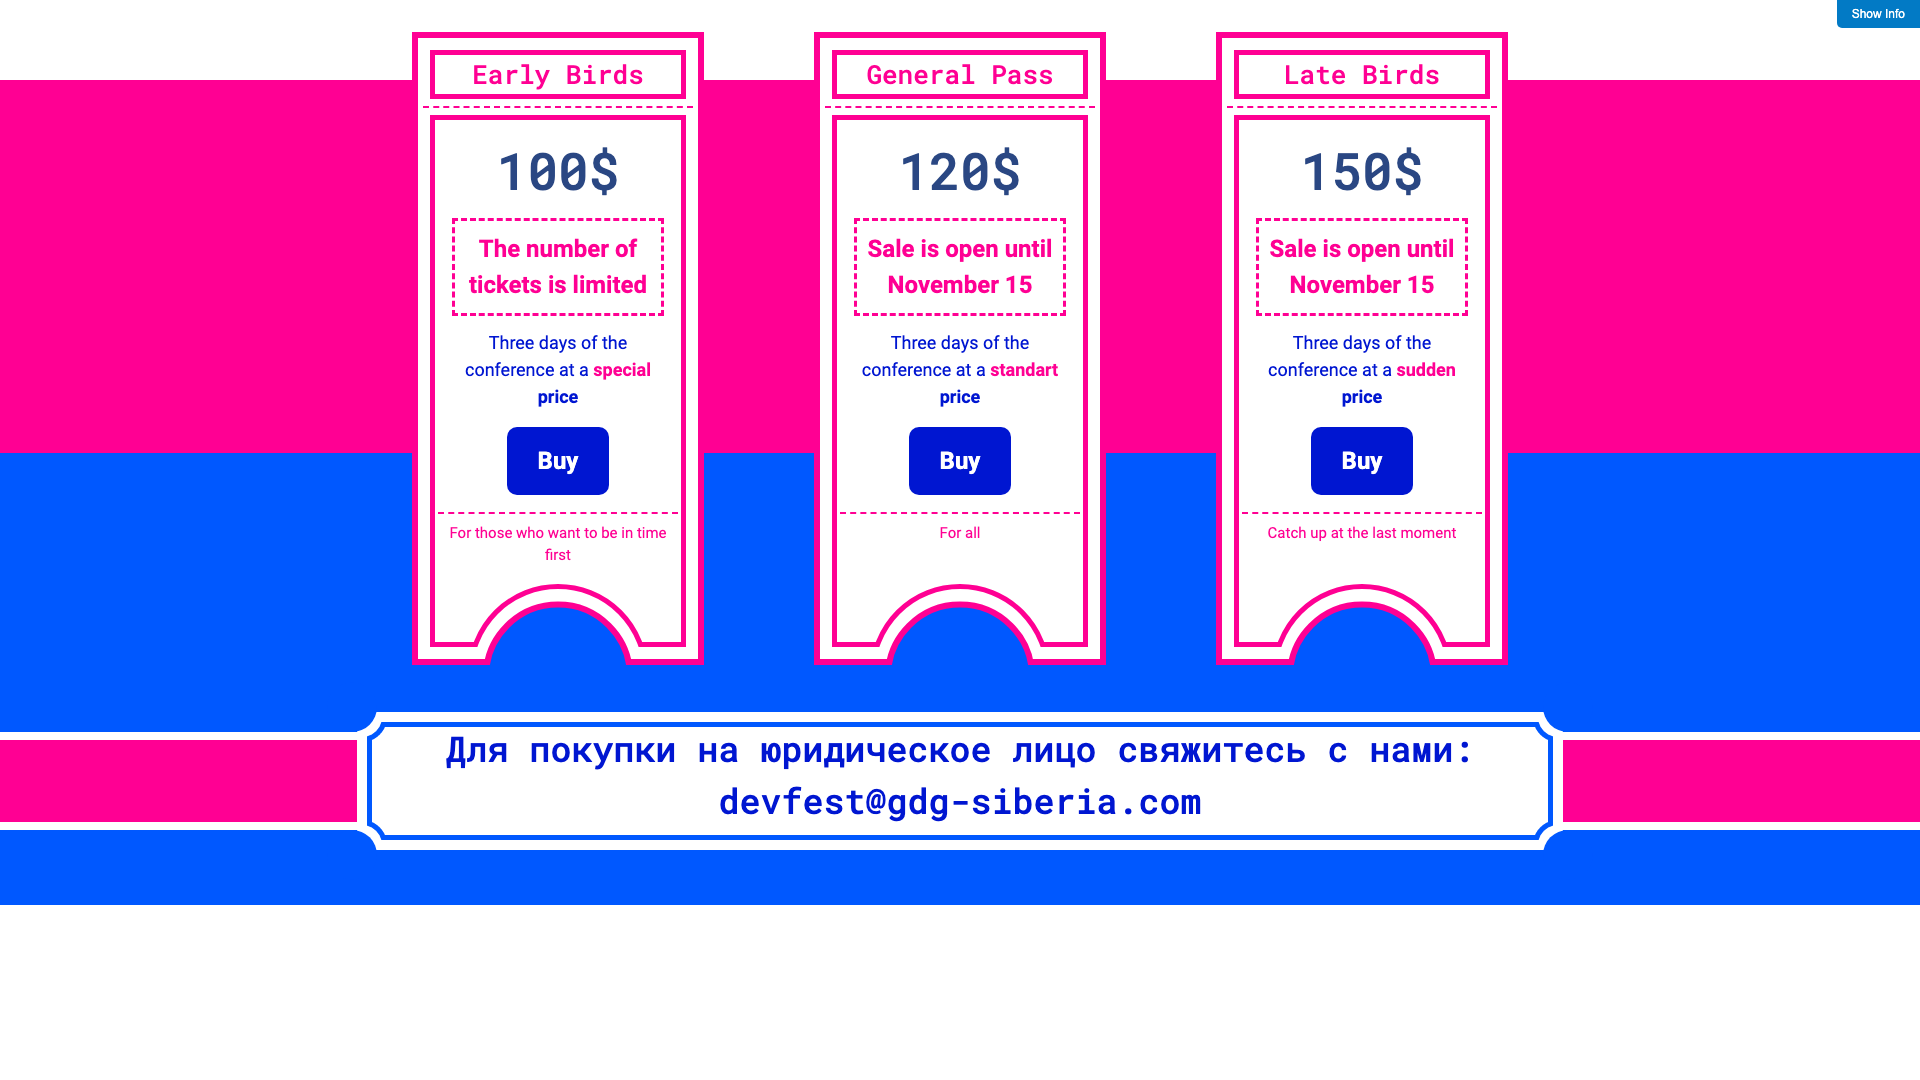 Show Info
Early Birds
100$
The number of
tickets is limited
Three days of the
conference at a special
price
Buy
For those who want to be in time
first
General Pass
120$
Sale is open until
November 15
Three days of the
conference at a standart
price
Buy
For all
Late Birds
150$
Sale is open until
November 15
Three days of the
conference at a sudden
price
Buy
Catch up at the last moment
Для покупки на юридическое лицо свяжитесь с нами:
devfest@gdg-siberia.com